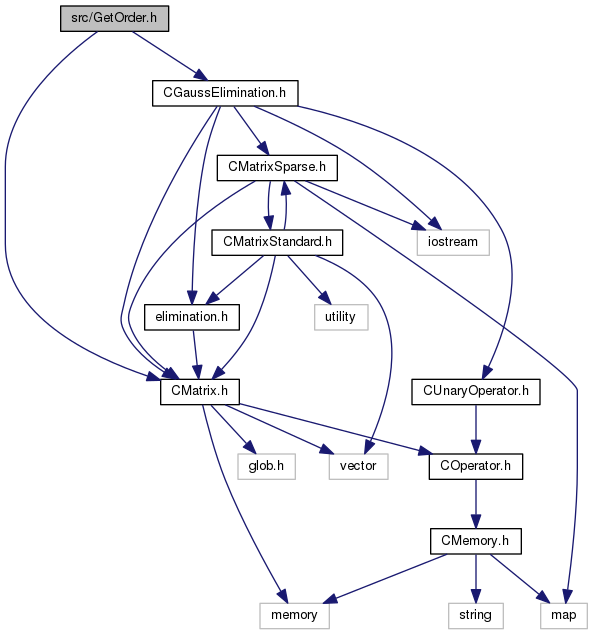 src/GetOrder.h
CGaussElimination.h
CMatrixSparse.h
CMatrixStandard.h
iostream
elimination.h
utility
CMatrix.h
CUnaryOperator.h
glob.h
vector
COperator.h
CMemory.h
memory
string
map